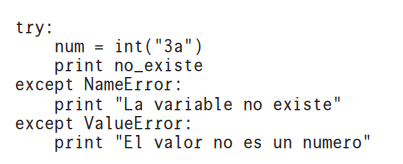 try:
    num = int("3a")
    print no_existe
except NameError:
    print "La variable no existe"
except ValueError:
    print "El valor no es un numero"